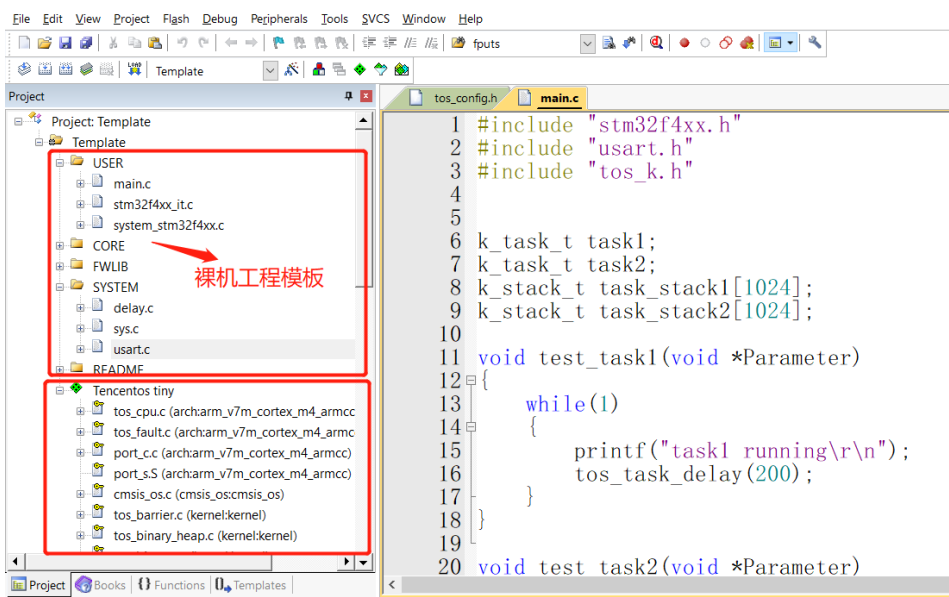 File Edit View Project Flash Debug Peripherals Tools SVCS Window Help
fputs
LOAD Template
Project
Project: Template
Template
USER
main.c
stm32f4xx_it.c
system_stm32f4xx.c
CORE
FWLIB
SYSTEM
delay.c
sys.c
usart.c
README
裸机工程模板
Tencentos tiny
tos_cpu.c (arch:arm_v7m_cortex_m4_armcc
tos_fault.c (arch:arm_v7m_cortex_m4_armc
port_c.c (arch:arm_v7m_cortex_m4_armcc)
port_s.S (arch:arm_v7m_cortex_m4_armcc)
cmsis_os.c (cmsis_os:cmsis_os)
tos_barrier.c (kernel:kernel)
tos_binary_heap.c (kernel:kernel)
Project Books {} Functions 0 Templates
tos_config.h main.c
1 #include "stm32f4xx.h"
2 #include "usart.h"
3 #include "tos_k.h"
4
5
6 k_task_t task1;
7 k_task_t task2;
8 k_stack_t task_stack1[1024];
9 k_stack_t task_stack2[1024];
10
11 void test_task1(void *Parameter)
12 {
13 while(1)
14 {
15 printf("task1 running\r\n");
16 tos_task_delay(200);
17 }
18 }
19
20 void test_task2(void *Parameter)